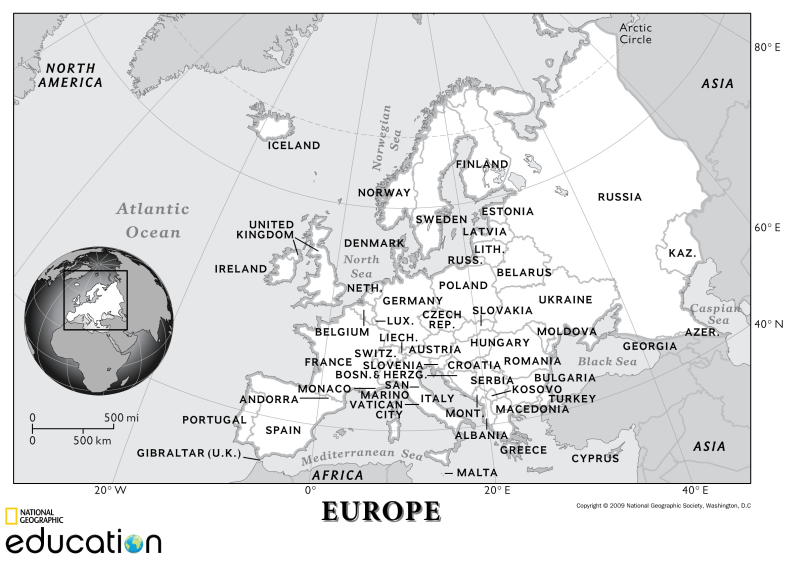 Arctic
Circle
80° E
NORTH
AMERICA
ASIA
Norwegian
Sea
ICELAND
FINLAND
NORWAY
RUSSIA
Atlantic
Ocean
SWEDEN
ESTONIA
UNITED
KINGDOM
LATVIA
60° E
DENMARK
LITH.
KAZ.
North
Sea
RUSS.
IRELAND
BELARUS
NETH.
POLAND
GERMANY
UKRAINE
Caspian
Sea
SLOVAKIA
CZECH
REP.
LUX.
40° N
BELGIUM
MOLDOVA
AZER.
LIECH.
HUNGARY
GEORGIA
AUSTRIA
SWITZ.
FRANCE
SLOVENIA
CROATIA
ROMANIA
Black Sea
BOSN. & HERZG.
SERBIA
BULGARIA
MONACO
SAN
MARINO
KOSOVO
ANDORRA
ITALY
TURKEY
VATICAN
CITY
MACEDONIA
MONT.
0
500 mi
0
500 km
PORTUGAL
SPAIN
ALBANIA
GREECE
ASIA
GIBRALTAR (U.K.)
Mediterranean Sea
CYPRUS
AFRICA
MALTA
20° W
0°
20° E
40° E
EUROPE
Copyright © 2009 National Geographic Society, Washington, D.C
NATIONAL
GEOGRAPHIC
education